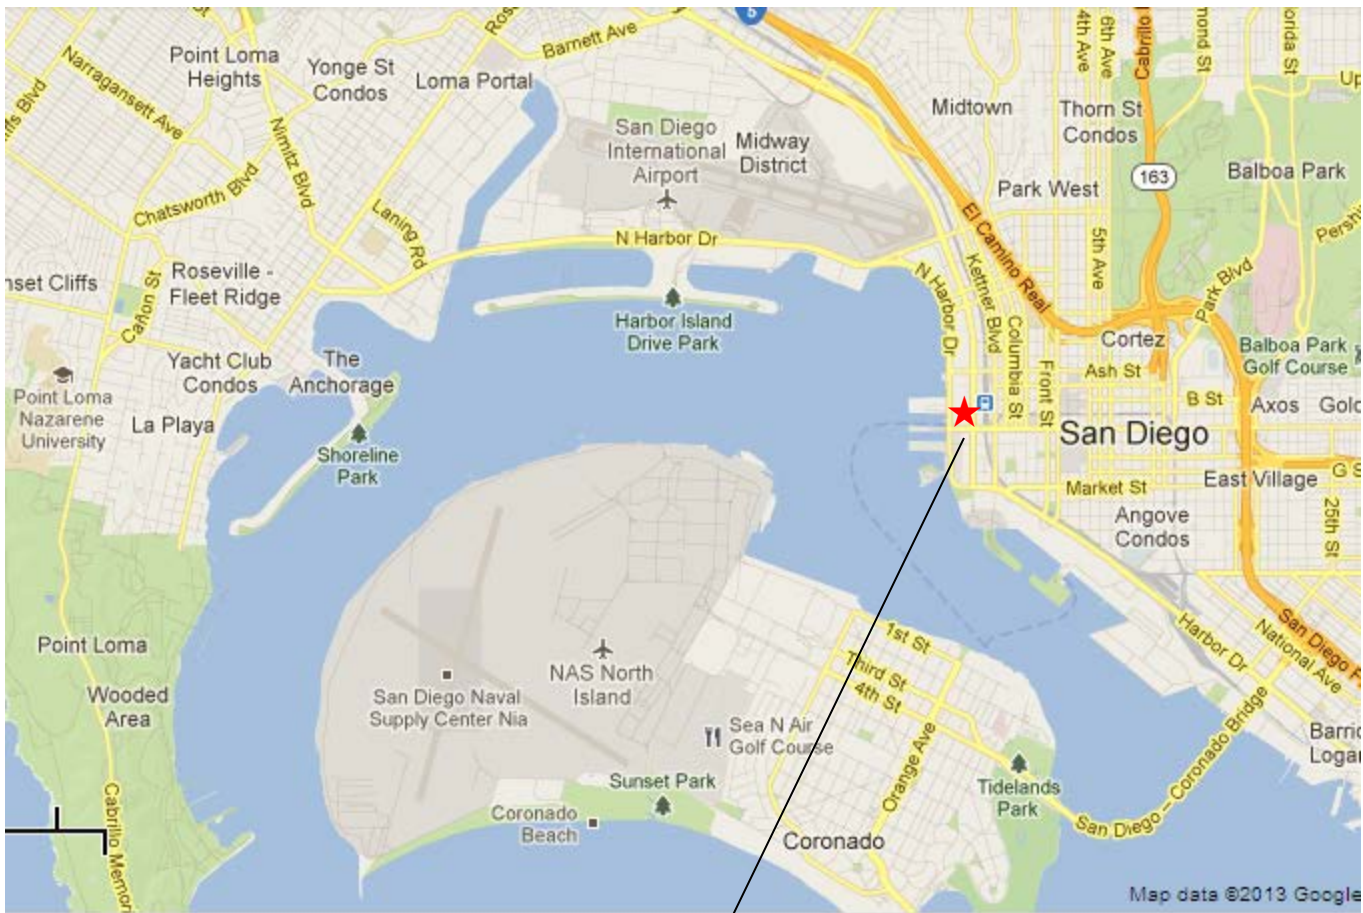 5
Point Loma
Heights
Yonge St
Condos
Loma Portal
Barnett Ave
4th Ave
6th Ave
Narragansett Ave
Nimitz Blvd
San Diego
International
Airport
Midway
District
Midtown
Thorn St
Condos
163
Balboa Park
Park West
Chatsworth Blvd
Laning Rd
El Camino Real
5th Ave
N Harbor Dr
N Harbor Dr
Kettner Blvd
Park Blvd
Roseville -
Fleet Ridge
Cañon St
Harbor Island
Drive Park
Columbia St
Front St
Cortez
Ash St
B St
Balboa Park
Golf Course
Axos
Yacht Club
Condos
The
Anchorage
Point Loma
Nazarene
University
La Playa
Shoreline
Park
San Diego
East Village
Market St
25th St
Angove
Condos
Point Loma
Wooded
Area
San Diego Naval
Supply Center Nia
NAS North
Island
1st St
Third St
4th St
Harbor Dr
National Ave
Sea N Air
Golf Course
Orange Ave
Sunset Park
Coronado
Beach
Coronado
Tidelands
Park
San Diego – Coronado Bridge
Map data ©2013 Google